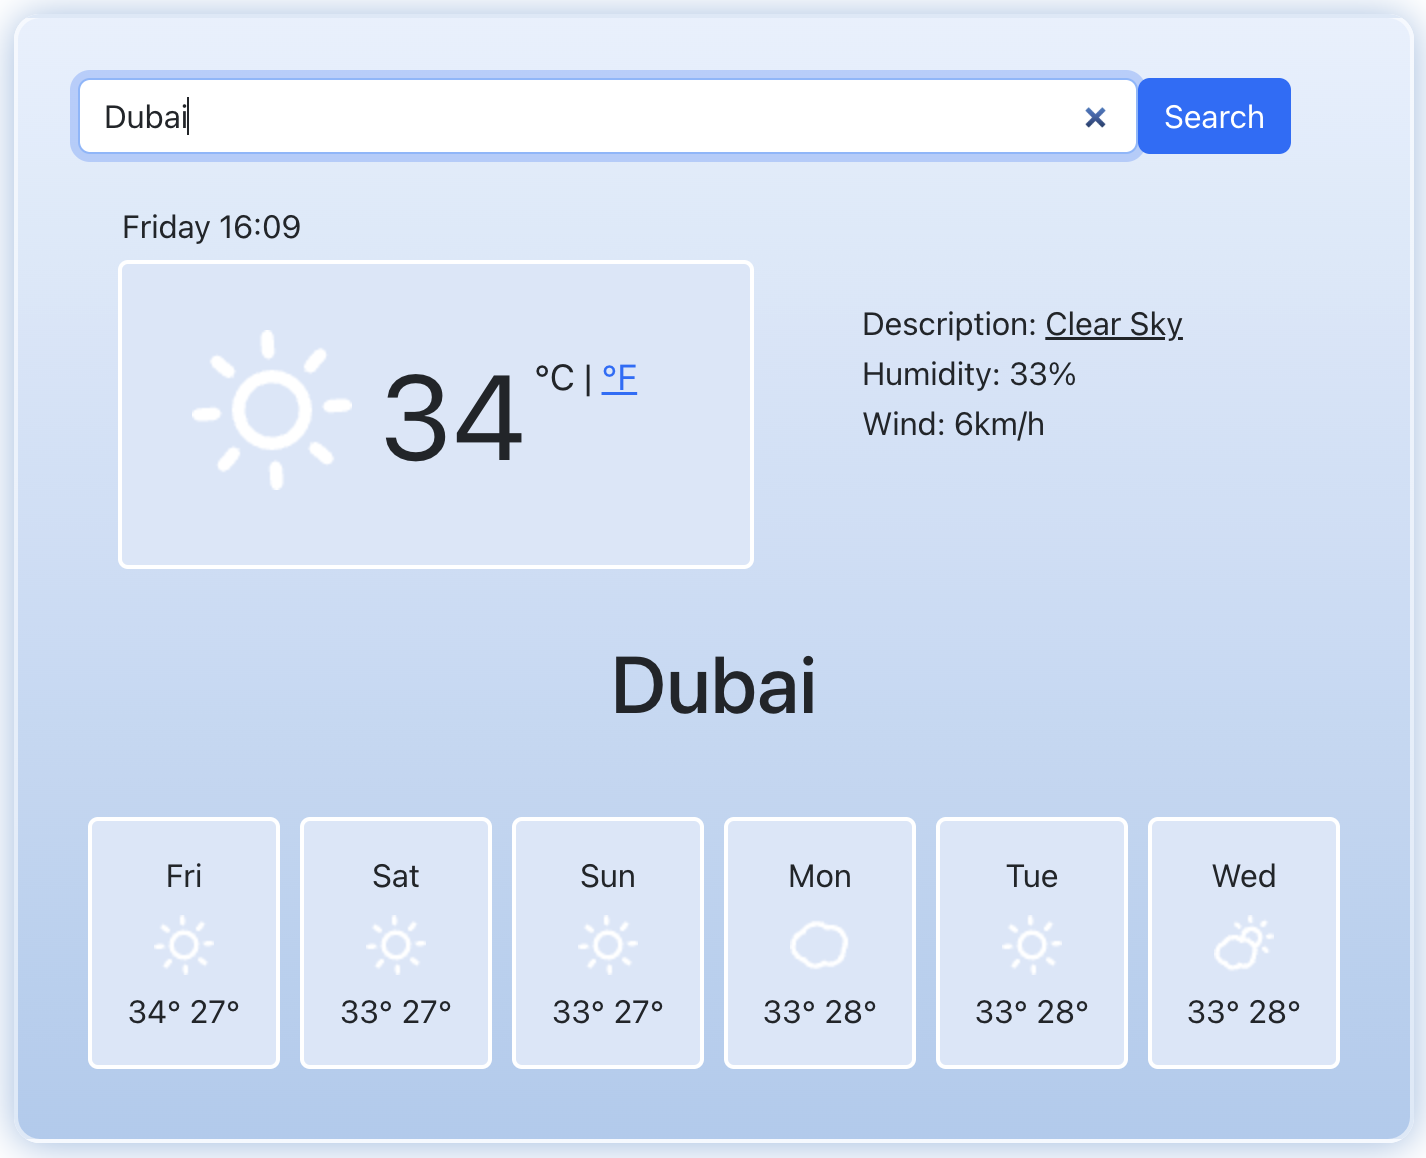 Dubai
Search
Friday 16:09
34 °C | °F
Description: Clear Sky
Humidity: 33%
Wind: 6km/h
Dubai
Fri Sat Sun Mon Tue Wed
34° 27° 33° 27° 33° 27° 33° 28° 33° 28° 33° 28°